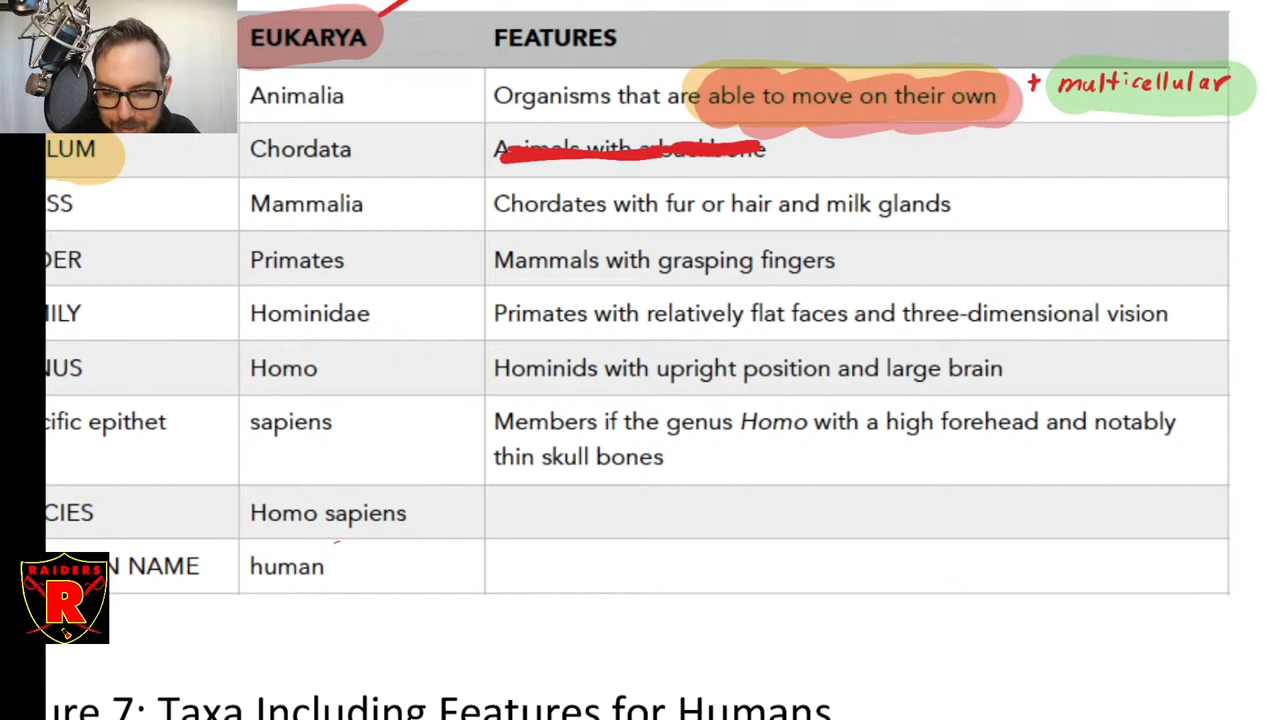 EUKARYA FEATURES
Animalia Organisms that are able to move on their own + multicellular
LUM Chordata Animals with a backbone
SS Mammalia Chordates with fur or hair and milk glands
DER Primates Mammals with grasping fingers
ILY Hominidae Primates with relatively flat faces and three-dimensional vision
NUS Homo Hominids with upright position and large brain
cific epithet sapiens Members if the genus Homo with a high forehead and notably
thin skull bones
CIES Homo sapiens
N NAME human
RAIDERS
R
ure 7: Taxa Including Features for Humans